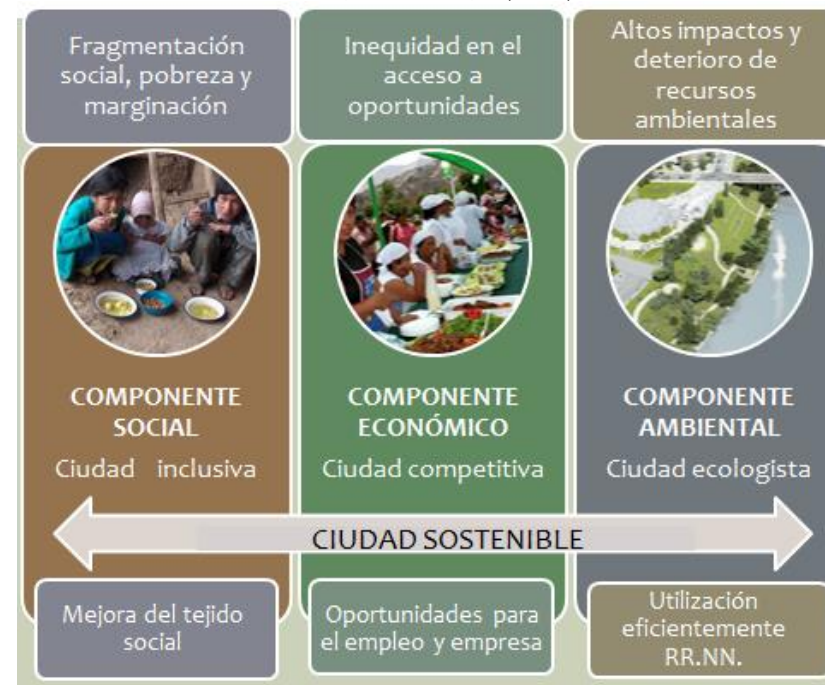 Fragmentación
social, pobreza y
marginación
Inequidad en el
acceso a
oportunidades
Altos impactos y
deterioro de
recursos
ambientales
COMPONENTE
SOCIAL
Ciudad inclusiva
COMPONENTE
ECONÓMICO
Ciudad competitiva
COMPONENTE
AMBIENTAL
Ciudad ecologista
CIUDAD SOSTENIBLE
Mejora del tejido
social
Oportunidades para
el empleo y empresa
Utilización
eficientemente
RR.NN.